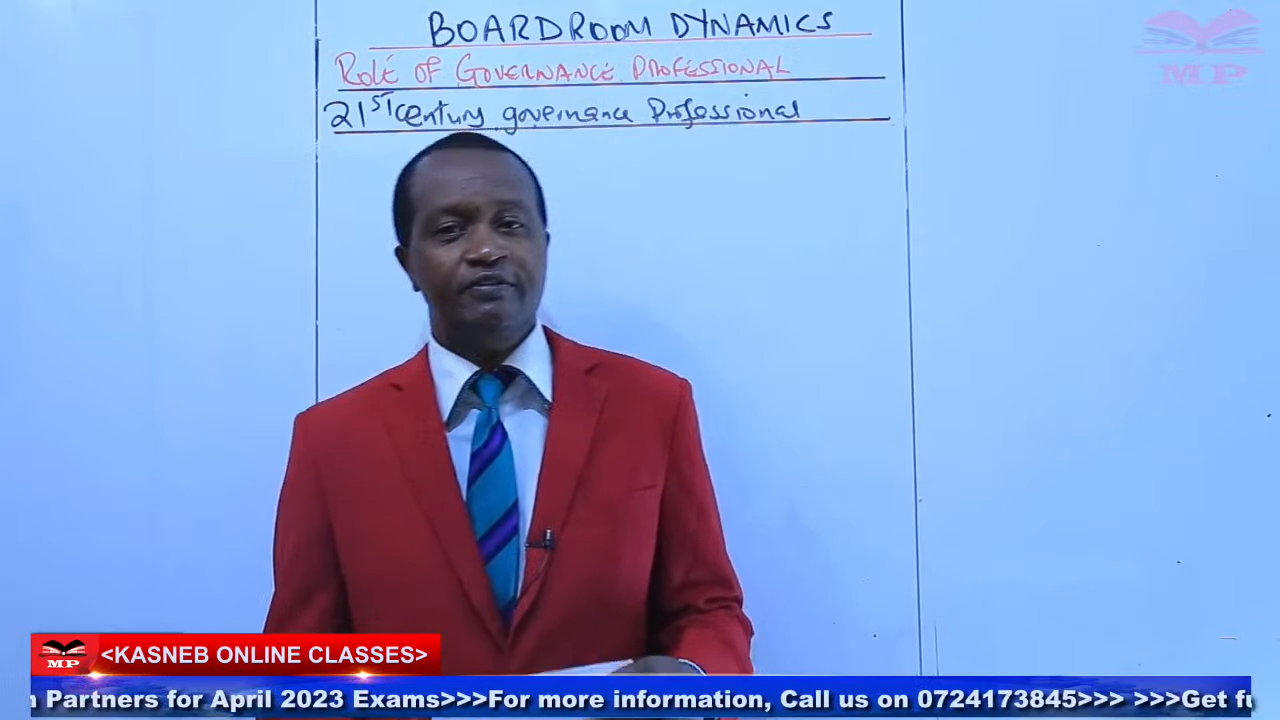 BOARDROOM DYNAMICS
ROLE OF GOVERNANCE PROFESSIONAL
21ST century governance Professional
MP
MP
<KASNEB ONLINE CLASSES>
Partners for April 2023 Exams>>>For more information, Call us on 0724173845>>> >>>Get